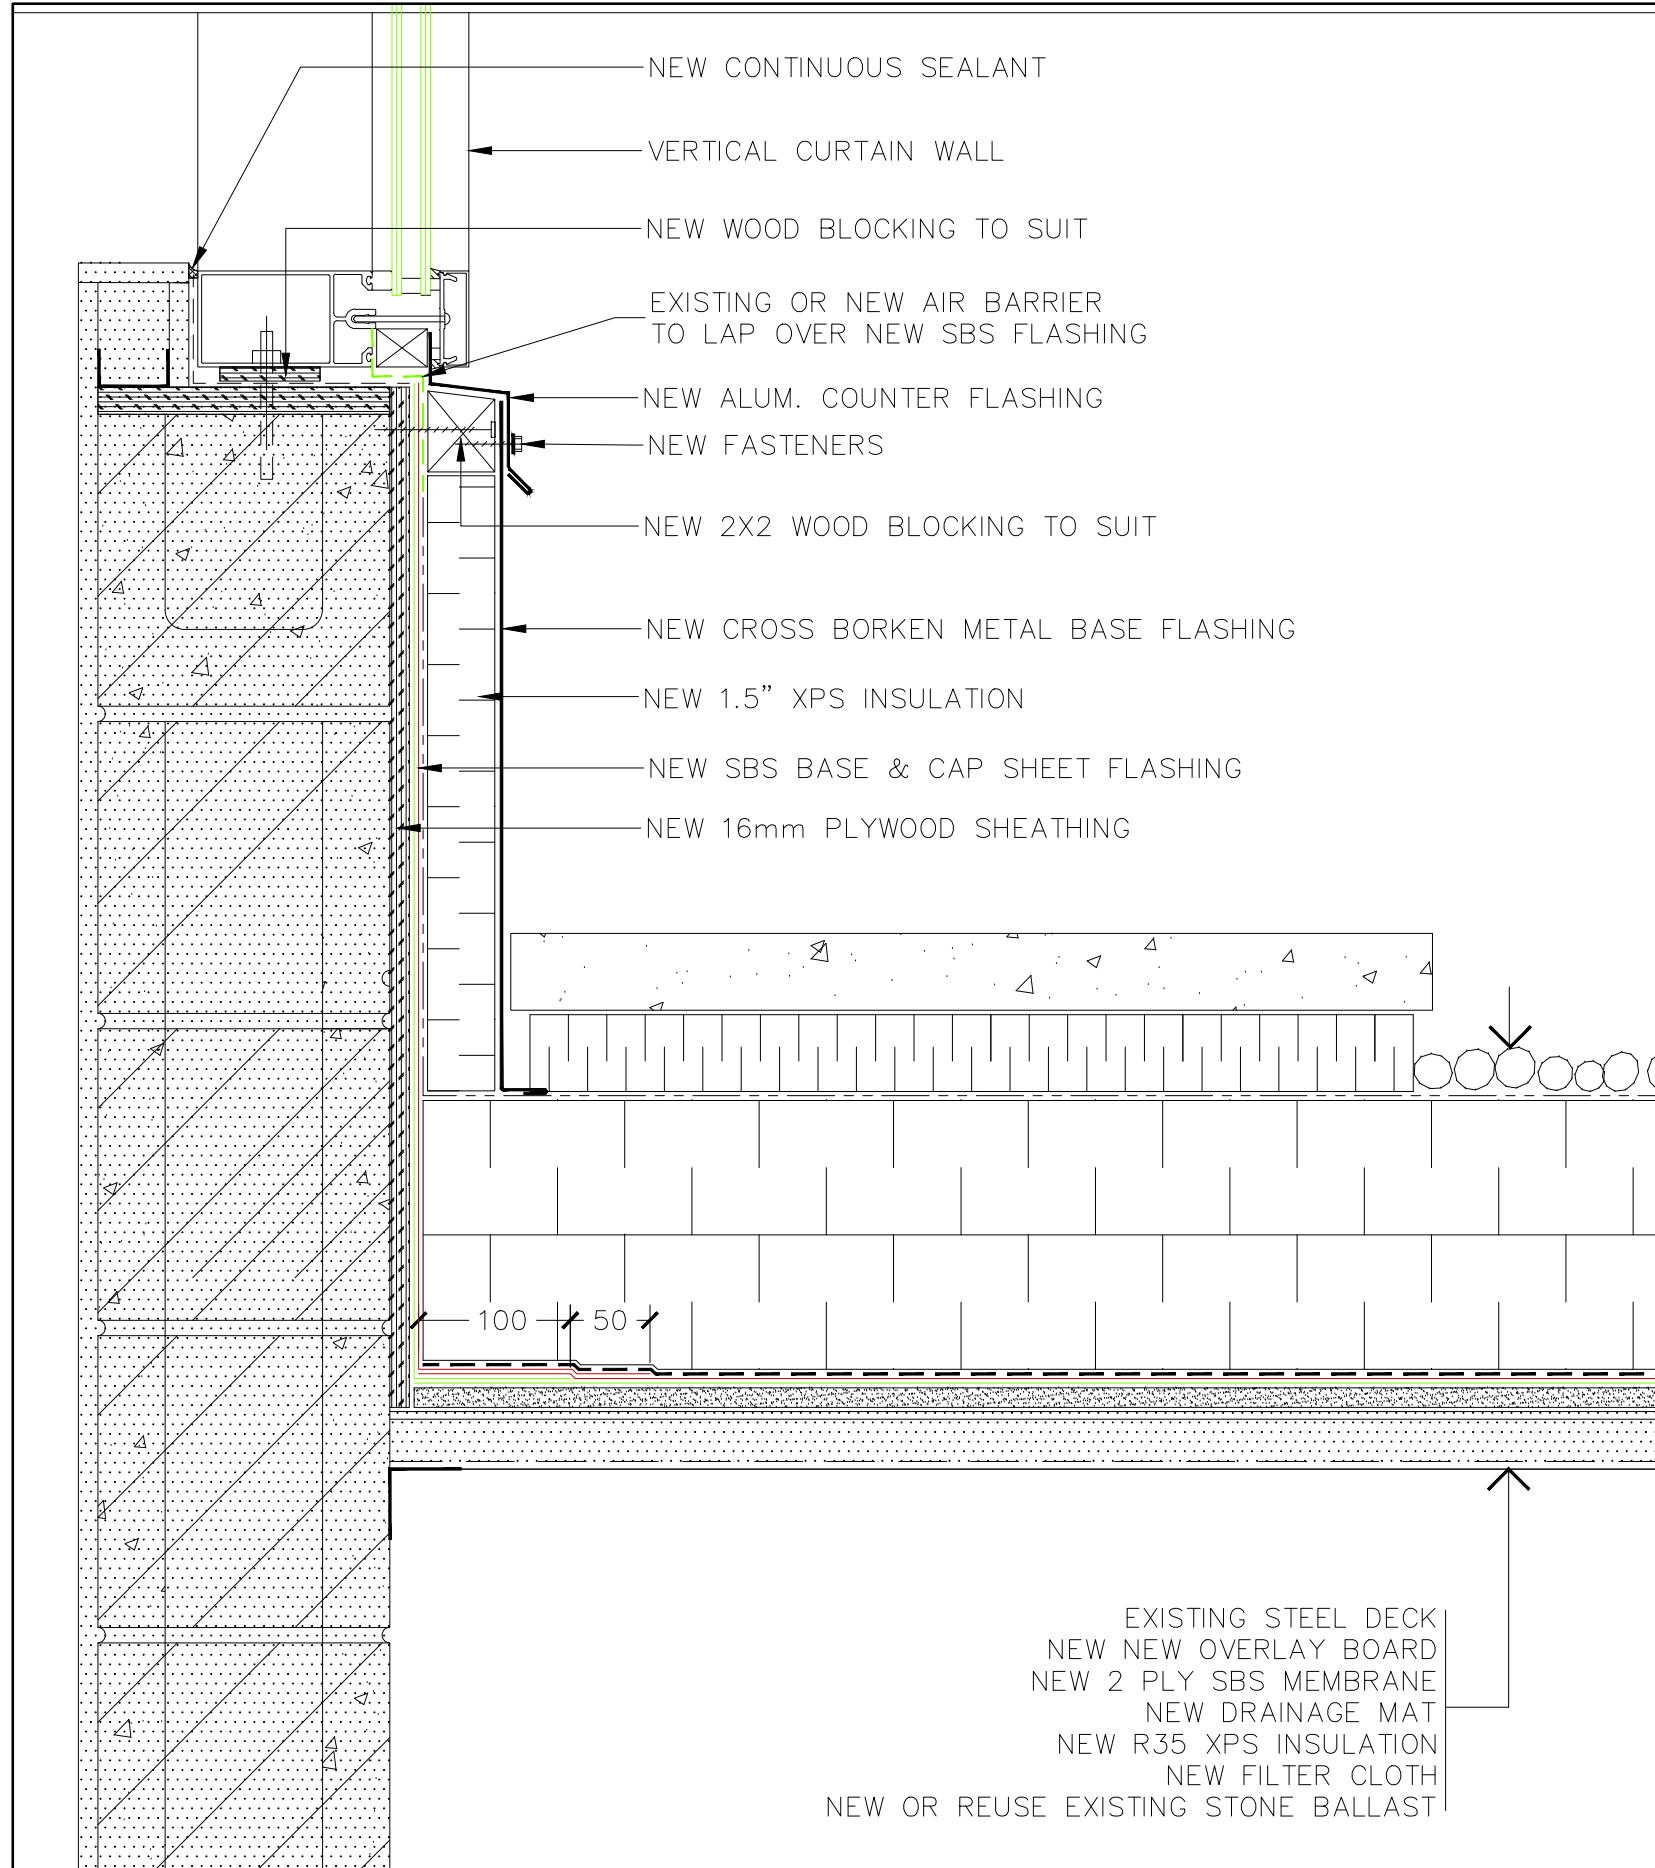 NEW CONTINUOUS SEALANT
VERTICAL CURTAIN WALL
NEW WOOD BLOCKING TO SUIT
EXISTING OR NEW AIR BARRIER
TO LAP OVER NEW SBS FLASHING
NEW ALUM. COUNTER FLASHING
NEW FASTENERS
NEW 2X2 WOOD BLOCKING TO SUIT
NEW CROSS BORKEN METAL BASE FLASHING
NEW 1.5" XPS INSULATION
NEW SBS BASE & CAP SHEET FLASHING
NEW 16mm PLYWOOD SHEATHING
100 50
EXISTING STEEL DECK
NEW NEW OVERLAY BOARD
NEW 2 PLY SBS MEMBRANE
NEW DRAINAGE MAT
NEW R35 XPS INSULATION
NEW FILTER CLOTH
NEW OR REUSE EXISTING STONE BALLAST